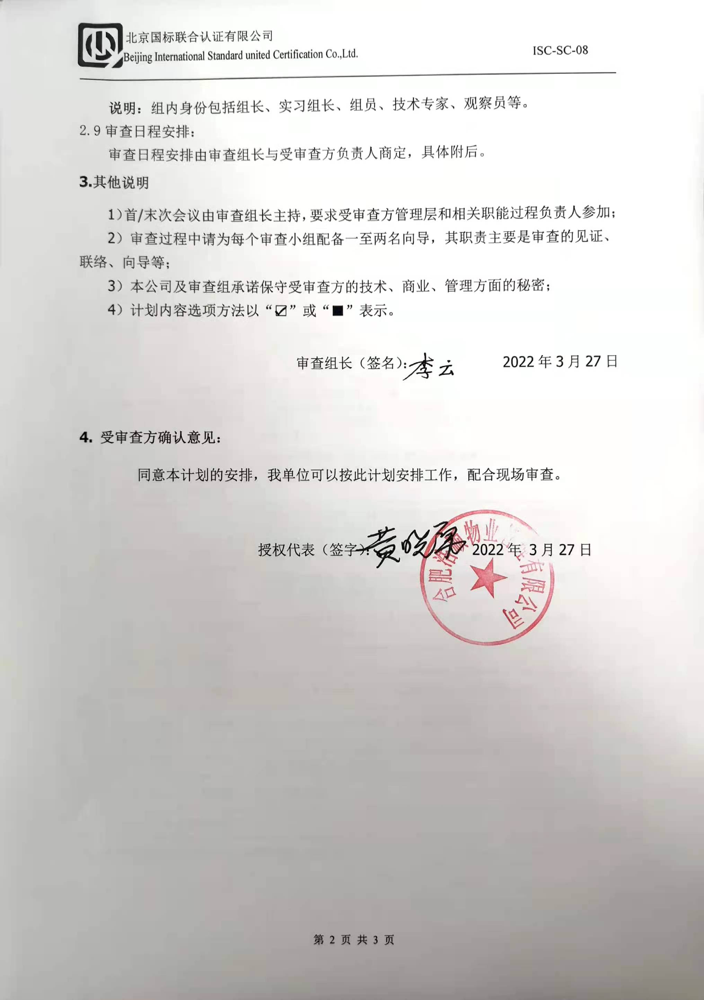 北京国标联合认证有限公司
Beijing International Standard united Certification Co.,Ltd.
ISC-SC-08
说明：组内身份包括组长、实习组长、组员、技术专家、观察员等。
2.9 审查日程安排：
审查日程安排由审查组长与受审查方负责人商定，具体附后。
3.其他说明
1)首/末次会议由审查组长主持，要求受审查方管理层和相关职能过程负责人参加；
2）审查过程中请为每个审查小组配备一至两名向导，其职责主要是审查的见证、
联络、向导等；
3）本公司及审查组承诺保守受审查方的技术、商业、管理方面的秘密；
4）计划内容选项方法以“☑”或“■”表示。
审查组长（签名）：李云 2022 年 3 月 27 日
4. 受审查方确认意见：
同意本计划的安排，我单位可以按此计划安排工作，配合现场审查。
授权代表（签字）：黄晓 2022 年 3 月 27 日
合肥浩 物业 有限公司
第 2 页 共 3 页